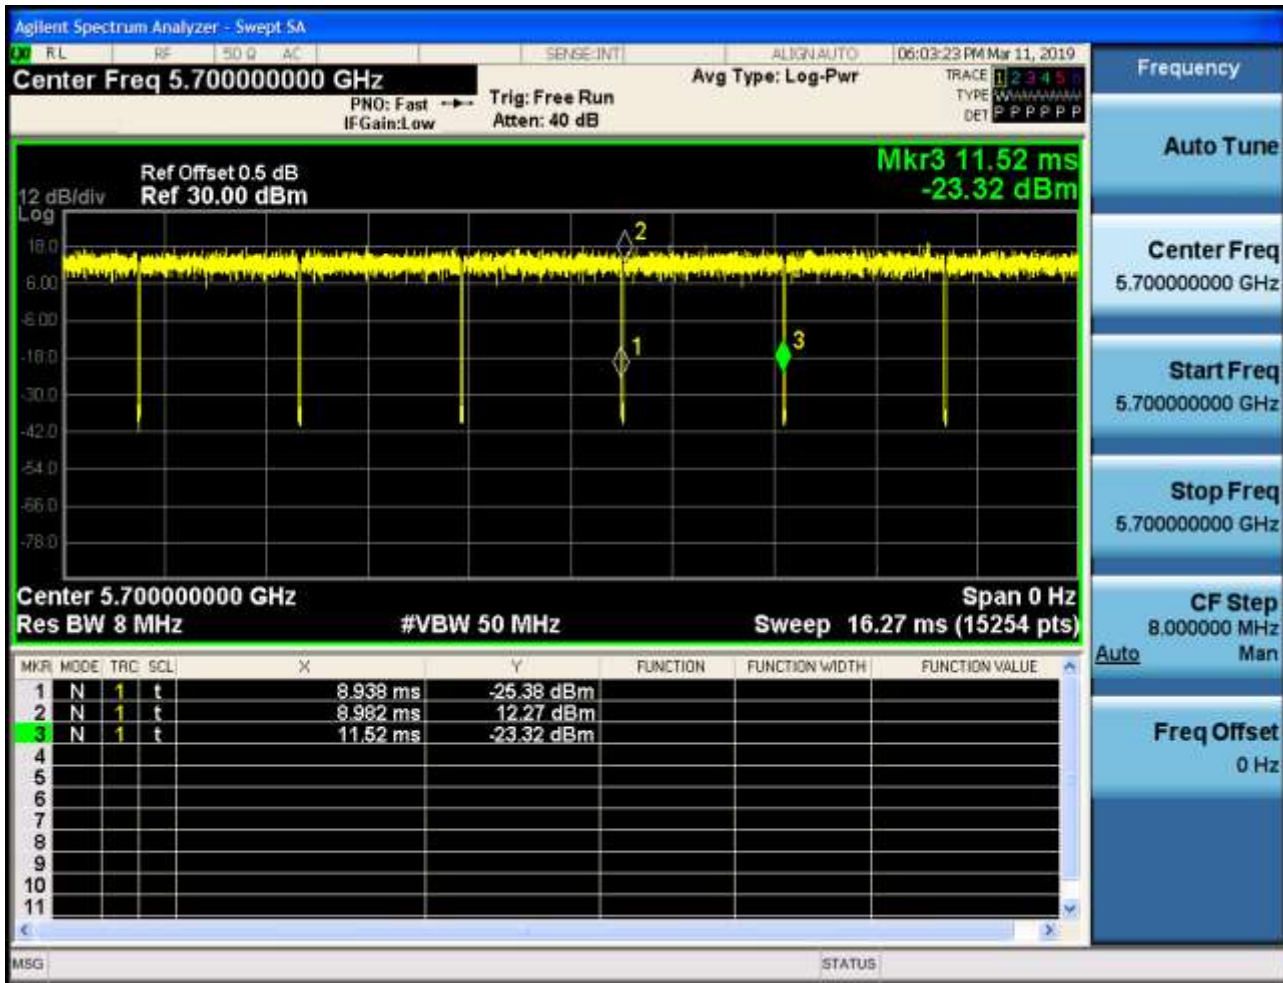 Agilent Spectrum Analyzer - Swept SA
RL RF 50 Ω AC SENSE:INT ALIGN AUTO 06:03:23 PM Mar 11, 2019
Center Freq 5.700000000 GHz
PNO: Fast
IFGain:Low
Trig: Free Run
Atten: 40 dB
Avg Type: Log-Pwr
TRACE 1 2 3 4 5 6
TYPE
DET P P P P P P
Mkr3 11.52 ms
-23.32 dBm
Ref Offset 0.5 dB
12 dB/div Ref 30.00 dBm
Log
18.0
6.00
-6.00
-18.0
-30.0
-42.0
-54.0
-66.0
-78.0
2
1
3
Center 5.700000000 GHz Span 0 Hz
Res BW 8 MHz #VBW 50 MHz Sweep 16.27 ms (15254 pts)
MKR MODE TRC SCL X Y FUNCTION FUNCTION WIDTH FUNCTION VALUE
1 N 1 t 8.938 ms -25.38 dBm
2 N 1 t 8.982 ms 12.27 dBm
3 N 1 t 11.52 ms -23.32 dBm
4
5
6
7
8
9
10
11
MSG STATUS
Frequency
Auto Tune
Center Freq
5.700000000 GHz
Start Freq
5.700000000 GHz
Stop Freq
5.700000000 GHz
CF Step
8.000000 MHz
Auto Man
Freq Offset
0 Hz